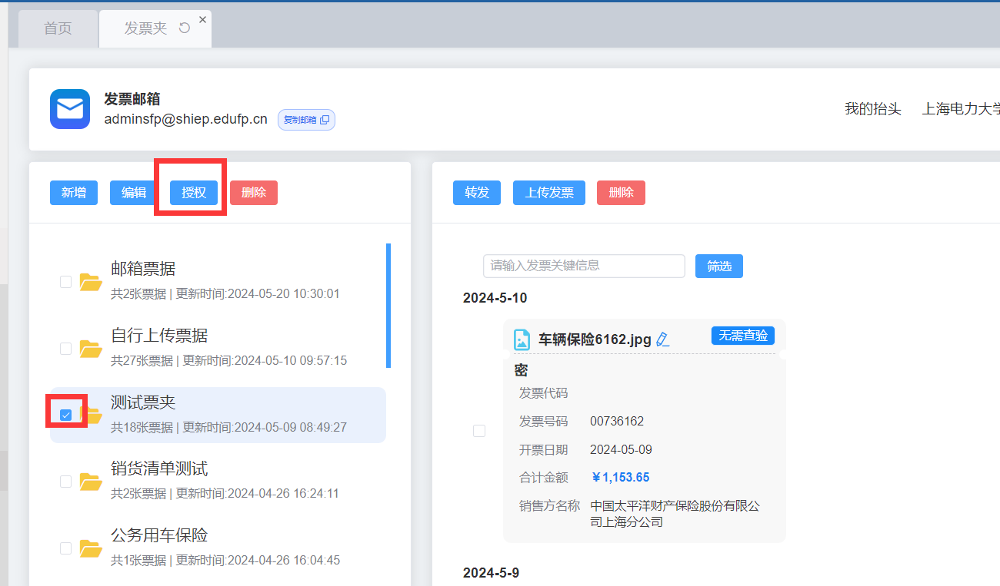 首页
发票夹
发票邮箱
adminsfp@shiep.edufp.cn 复制邮箱
我的抬头 上海电力大学
新增 编辑 授权 删除
转发 上传发票 删除
邮箱票据
共2张票据 | 更新时间:2024-05-20 10:30:01
自行上传票据
共27张票据 | 更新时间:2024-05-10 09:57:15
测试票夹
共18张票据 | 更新时间:2024-05-09 08:49:27
销货清单测试
共2张票据 | 更新时间:2024-04-26 16:24:11
公务用车保险
共1张票据 | 更新时间:2024-04-26 16:04:45
请输入发票关键信息 筛选
2024-5-10
车辆保险6162.jpg 无需查验
密
发票代码
发票号码 00736162
开票日期 2024-05-09
合计金额 ￥1,153.65
销售方名称 中国太平洋财产保险股份有限公
司上海分公司
2024-5-9